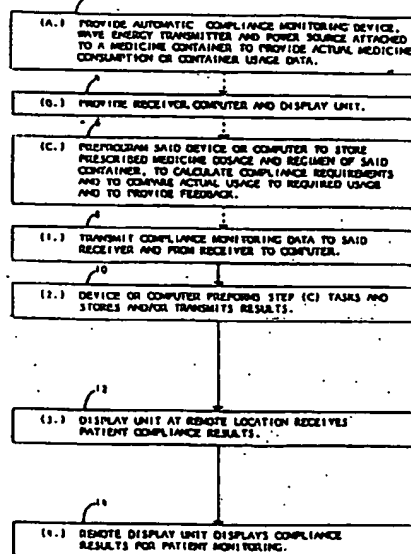 (A.) PROVIDE AUTOMATIC COMPLIANCE MONITORING DEVICE,
WAVE ENERGY TRANSMITTER AND POWER SOURCE ATTACHED
TO A MEDICINE CONTAINER TO PROVIDE ACTUAL MEDICINE
CONSUMPTION OR CONTAINER USAGE DATA.
(B.) PROVIDE RECEIVER, COMPUTER AND DISPLAY UNIT.
(C.) PREPROGRAM SAID DEVICE OR COMPUTER TO STORE
PRESCRIBED MEDICINE DOSAGE AND REGIMEN OF SAID
CONTAINER, TO CALCULATE COMPLIANCE REQUIREMENTS
AND TO COMPARE ACTUAL USAGE TO REQUIRED USAGE
AND TO PROVIDE FEEDBACK.
8
(1.) TRANSMIT COMPLIANCE MONITORING DATA TO SAID
RECEIVER AND FROM RECEIVER TO COMPUTER.
10
(2.) DEVICE OR COMPUTER PREFORMS STEP (C) TASKS AND
STORES AND/OR TRANSMITS RESULTS.
12
(3.) DISPLAY UNIT AT REMOTE LOCATION RECEIVES
PATIENT COMPLIANCE RESULTS.
14
(4.) REMOTE DISPLAY UNIT DISPLAYS COMPLIANCE
RESULTS FOR PATIENT MONITORING.